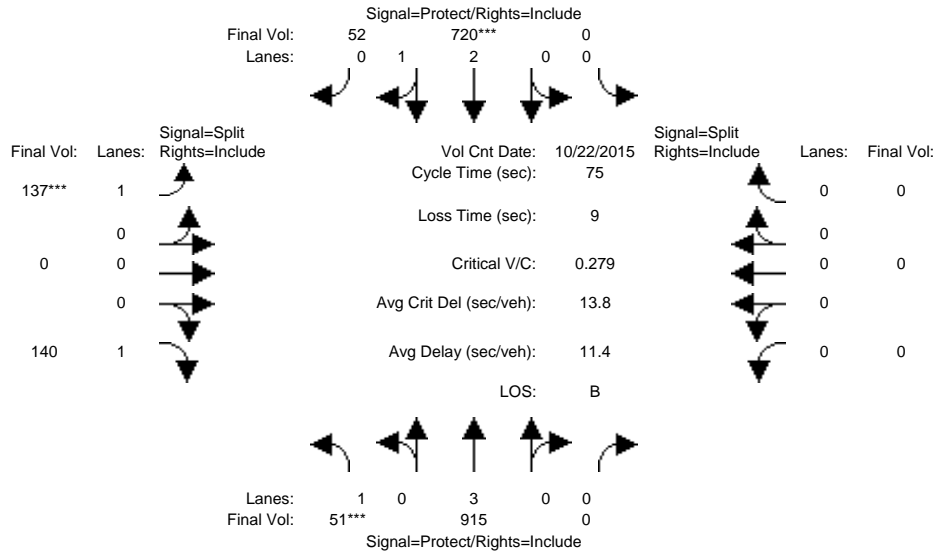 Signal=Protect/Rights=Include
Final Vol: 52 720*** 0
Lanes: 0 1 2 0 0
Signal=Split Signal=Split
Final Vol: Lanes: Rights=Include Vol Cnt Date: 10/22/2015 Rights=Include Lanes: Final Vol:
Cycle Time (sec): 75
137*** 1 0 0
Loss Time (sec): 9
0 0
0 0 Critical V/C: 0.279 0 0
0 Avg Crit Del (sec/veh): 13.8 0
140 1 Avg Delay (sec/veh): 11.4 0 0
LOS: B
Lanes: 1 0 3 0 0
Final Vol: 51*** 915 0
Signal=Protect/Rights=Include